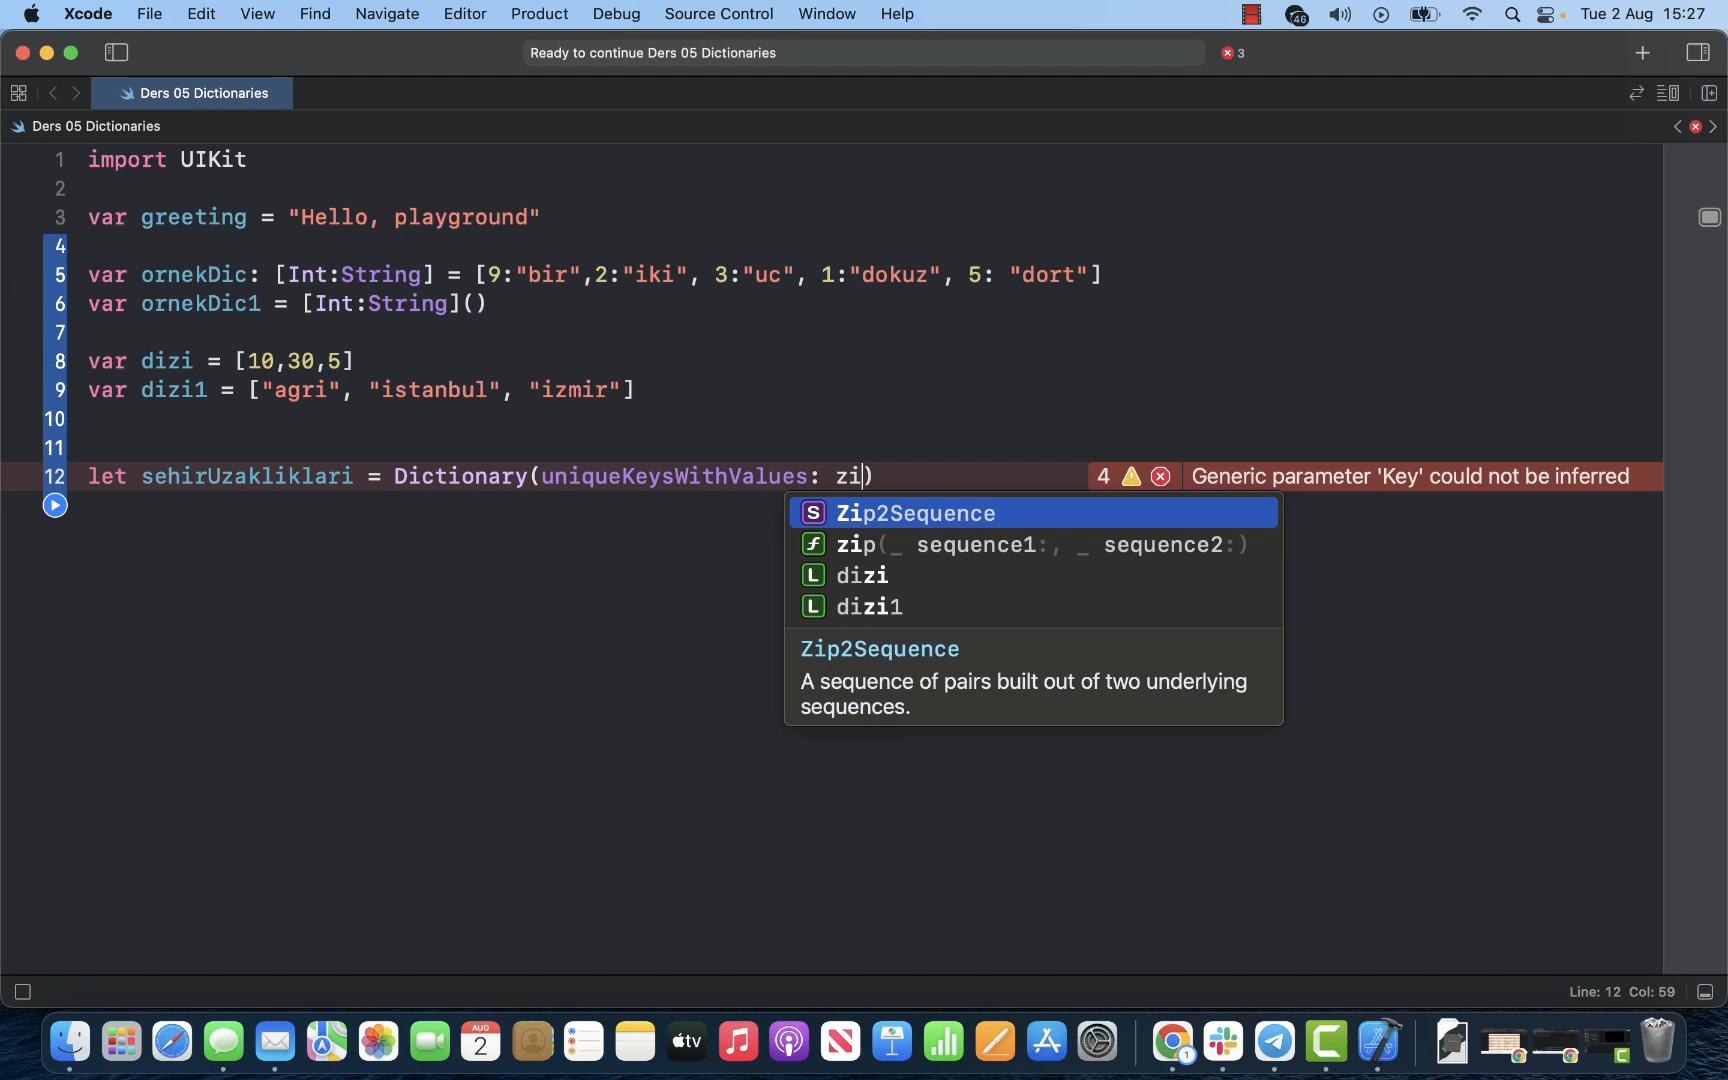 Xcode File Edit View Find Navigate Editor Product Debug Source Control Window Help 46 Tue 2 Aug 15:27
Ready to continue Ders 05 Dictionaries 3
Ders 05 Dictionaries
Ders 05 Dictionaries
1 import UIKit
2
3 var greeting = "Hello, playground"
4
5 var ornekDic: [Int:String] = [9:"bir",2:"iki", 3:"uc", 1:"dokuz", 5: "dort"]
6 var ornekDic1 = [Int:String]()
7
8 var dizi = [10,30,5]
9 var dizi1 = ["agri", "istanbul", "izmir"]
10
11
12 let sehirUzakliklari = Dictionary(uniqueKeysWithValues: zi) 4 Generic parameter 'Key' could not be inferred
S Zip2Sequence
f zip(_ sequence1:, _ sequence2:)
L dizi
L dizi1
Zip2Sequence
A sequence of pairs built out of two underlying
sequences.
Line: 12 Col: 59
AUG
2
tv
1